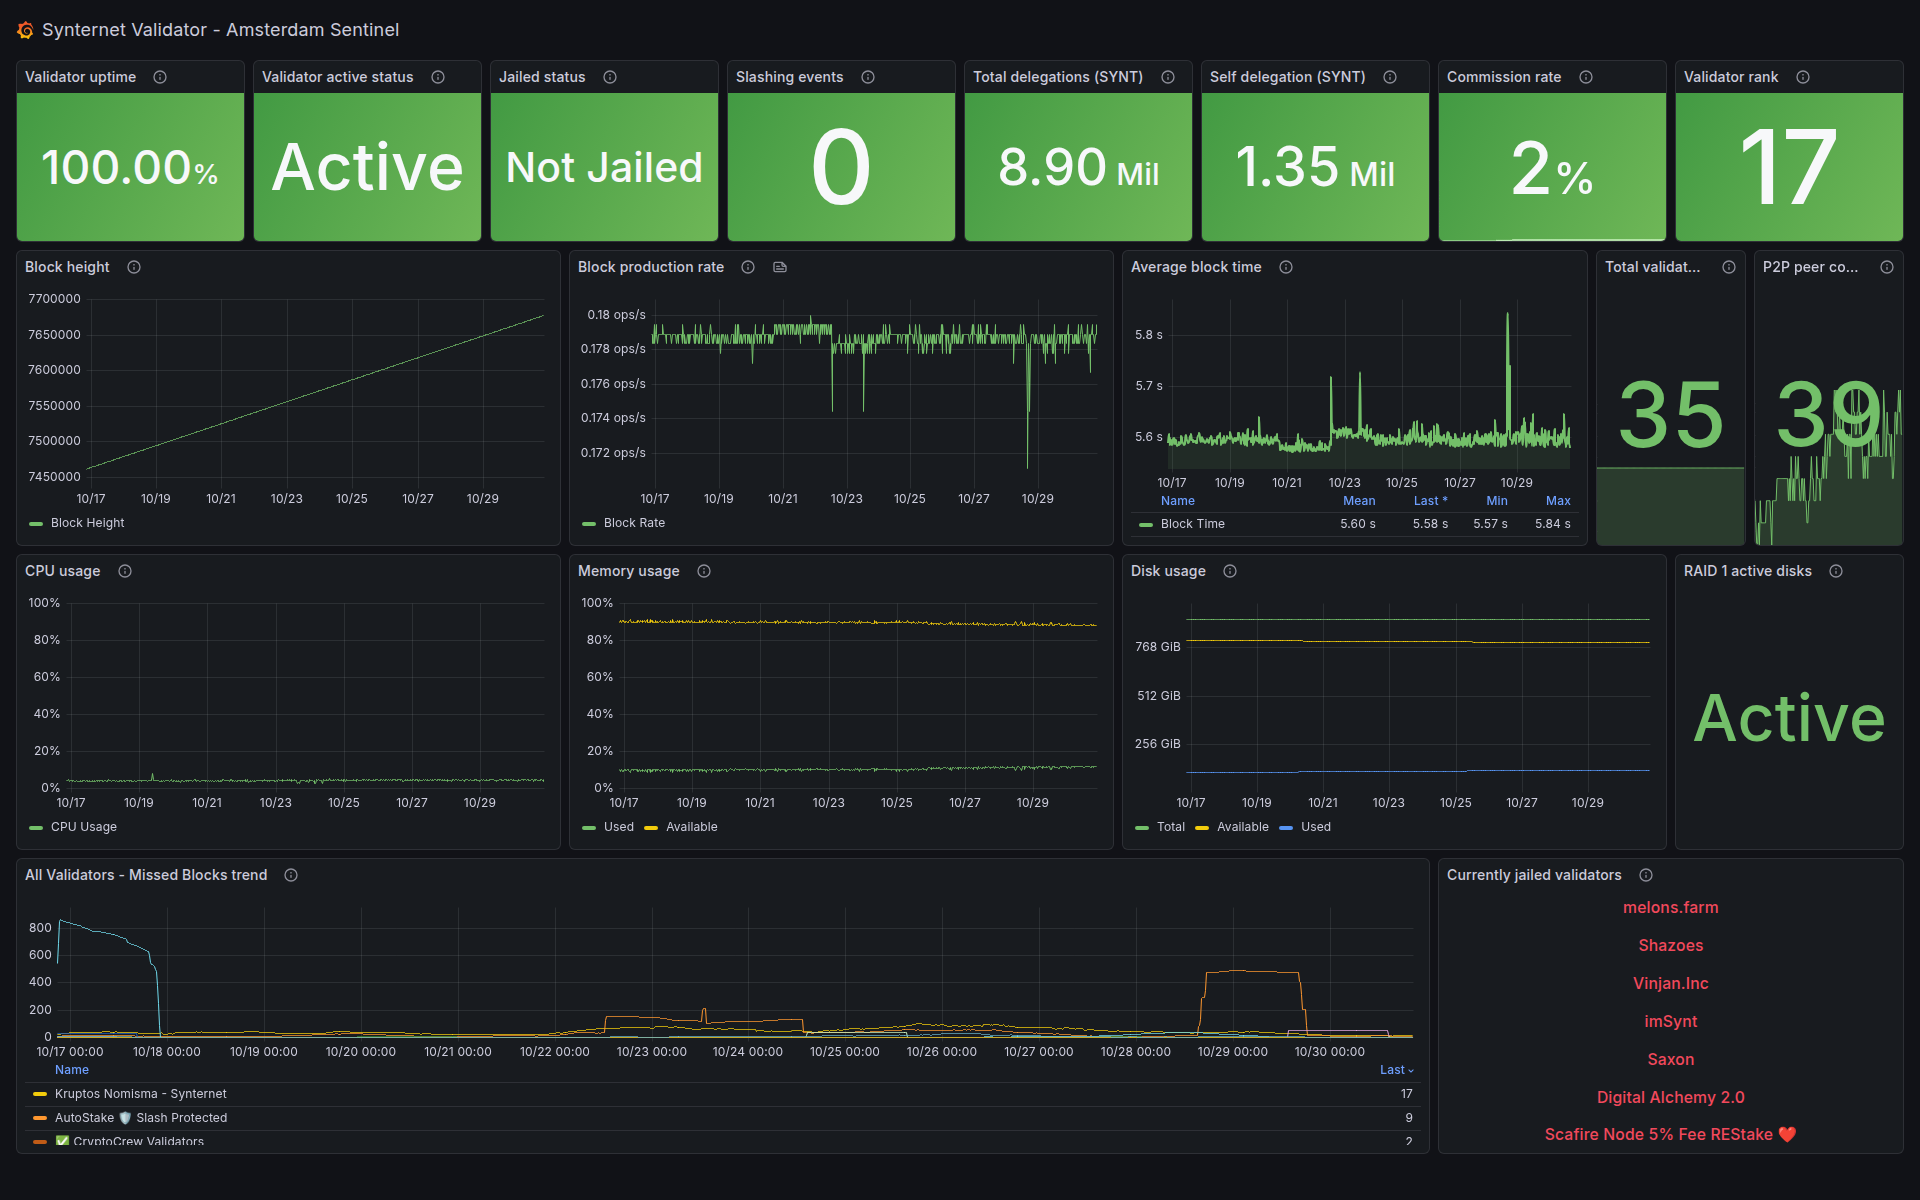 Synternet Validator - Amsterdam Sentinel
Validator uptime
100.00%
Validator active status
Active
Jailed status
Not Jailed
Slashing events
0
Total delegations (SYNT)
8.90 Mil
Self delegation (SYNT)
1.35 Mil
Commission rate
2%
Validator rank
17
Block height
7700000
7650000
7600000
7550000
7500000
7450000
10/17 10/19 10/21 10/23 10/25 10/27 10/29
Block Height
Block production rate
0.18 ops/s
0.178 ops/s
0.176 ops/s
0.174 ops/s
0.172 ops/s
10/17 10/19 10/21 10/23 10/25 10/27 10/29
Block Rate
Average block time
5.8 s
5.7 s
5.6 s
10/17 10/19 10/21 10/23 10/25 10/27 10/29
Name Mean Last * Min Max
Block Time 5.60 s 5.58 s 5.57 s 5.84 s
Total validat...
35
P2P peer co...
39
CPU usage
100%
80%
60%
40%
20%
0%
10/17 10/19 10/21 10/23 10/25 10/27 10/29
CPU Usage
Memory usage
100%
80%
60%
40%
20%
0%
10/17 10/19 10/21 10/23 10/25 10/27 10/29
Used Available
Disk usage
768 GiB
512 GiB
256 GiB
10/17 10/19 10/21 10/23 10/25 10/27 10/29
Total Available Used
RAID 1 active disks
Active
All Validators - Missed Blocks trend
800
600
400
200
0
10/17 00:00 10/18 00:00 10/19 00:00 10/20 00:00 10/21 00:00 10/22 00:00 10/23 00:00 10/24 00:00 10/25 00:00 10/26 00:00 10/27 00:00 10/28 00:00 10/29 00:00 10/30 00:00
Name Last
Kruptos Nomisma - Synternet 17
AutoStake 🛡️ Slash Protected 9
✅ CryptoCrew Validators 2
Currently jailed validators
melons.farm
Shazoes
Vinjan.Inc
imSynt
Saxon
Digital Alchemy 2.0
Scafire Node 5% Fee REStake ❤️